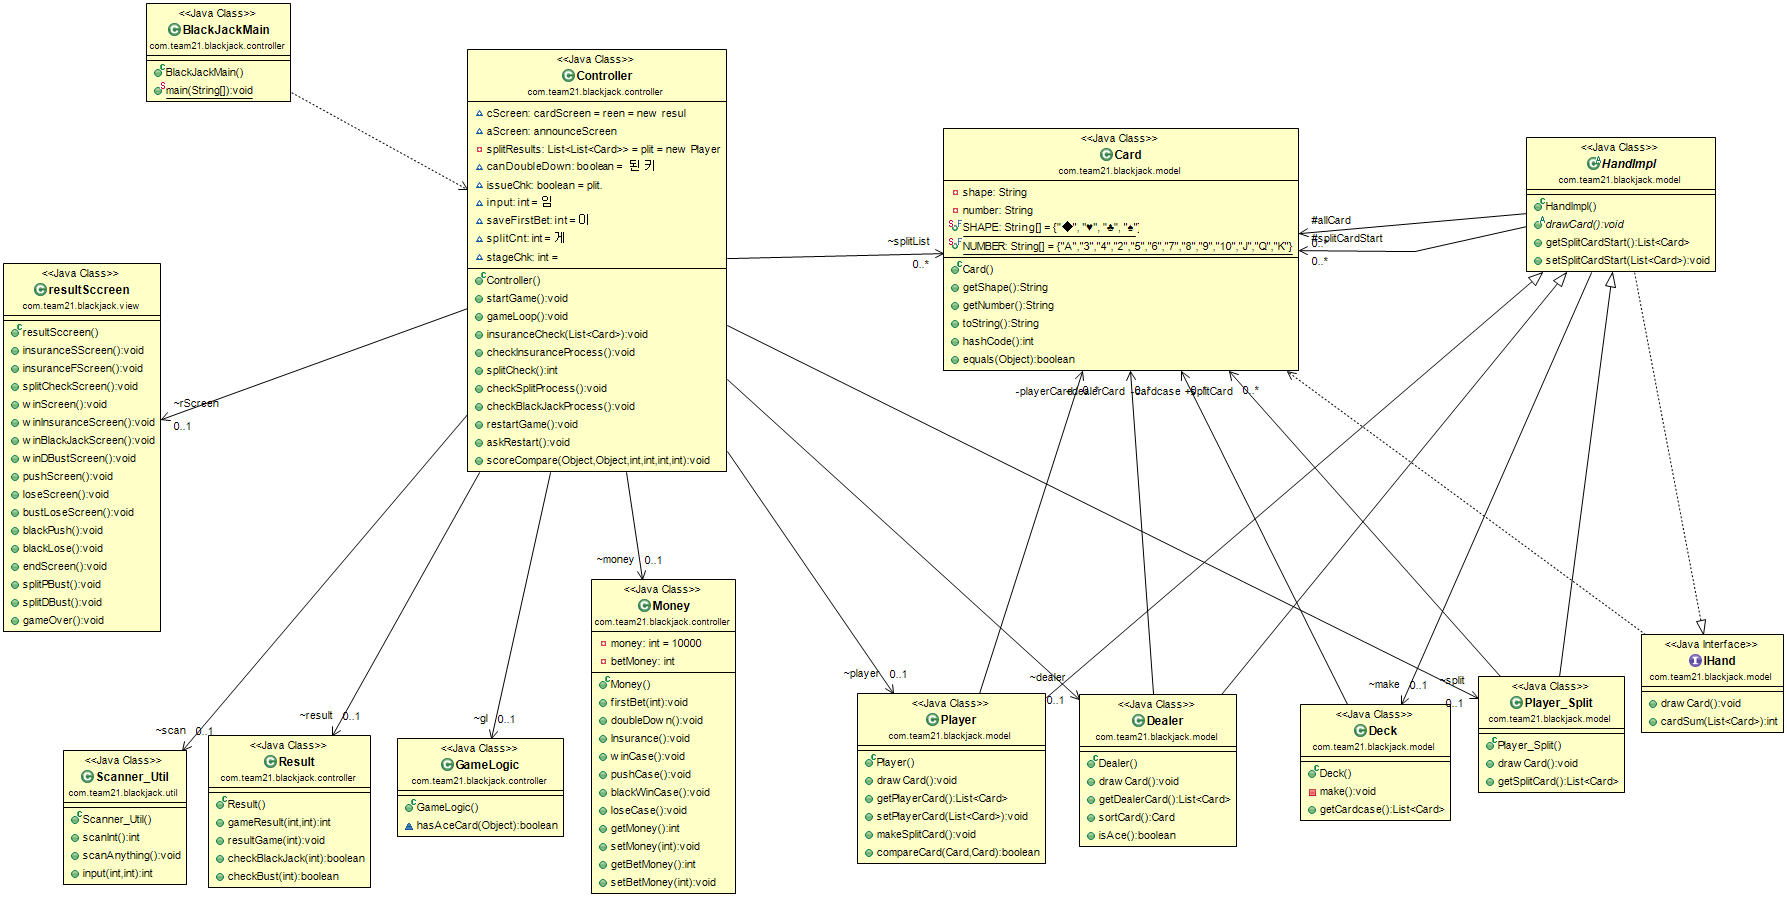 <<Java Class>>
BlackJackMain
com.team21.blackjack.controller
BlackJackMain()
main(String[]):void
<<Java Class>>
Controller
com.team21.blackjack.controller
cScreen: cardScreen = reen = new resul
aScreen: announceScreen
splitResults: List<List<Card>> = plit = new Player
canDoubleDown: boolean = 된 키
issueChk: boolean = plit.
input: int = 임
saveFirstBet: int = 이
splitCnt: int = 게
stageChk: int =
Controller()
startGame():void
gameLoop():void
insuranceCheck(List<Card>):void
checkInsuranceProcess():void
splitCheck():int
checkSplitProcess():void
checkBlackJackProcess():void
restartGame():void
askRestart():void
scoreCompare(Object,Object,int,int,int,int):void
<<Java Class>>
Card
com.team21.blackjack.model
shape: String
number: String
SHAPE: String[] = {"◆", "♥", "♣", "♠"}
NUMBER: String[] = {"A","3","4","2","5","6","7","8","9","10","J","Q","K"}
Card()
getShape():String
getNumber():String
toString():String
hashCode():int
equals(Object):boolean
<<Java Class>>
HandImpl
com.team21.blackjack.model
HandImpl()
drawCard():void
getSplitCardStart():List<Card>
setSplitCardStart(List<Card>):void
#allCard
0..*
#splitCardStart
0..*
~splitList
0..*
<<Java Class>>
resultSccreen
com.team21.blackjack.view
resultSccreen()
insuranceSScreen():void
insuranceFScreen():void
splitCheckScreen():void
winScreen():void
winInsuranceScreen():void
winBlackJackScreen():void
winDBustScreen():void
pushScreen():void
loseScreen():void
bustLoseScreen():void
blackPush():void
blackLose():void
endScreen():void
splitPBust():void
splitDBust():void
gameOver():void
~rScreen
0..1
-playerCard
0..*
-dealerCard
0..*
-cardcase
0..*
+splitCard
0..*
~money
0..1
<<Java Class>>
Money
com.team21.blackjack.controller
money: int = 10000
betMoney: int
Money()
firstBet(int):void
doubleDown():void
Insurance():void
winCase():void
pushCase():void
blackWinCase():void
loseCase():void
getMoney():int
setMoney(int):void
getBetMoney():int
setBetMoney(int):void
~scan
0..1
<<Java Class>>
Scanner_Util
com.team21.blackjack.util
Scanner_Util()
scanInt():int
scanAnything():void
input(int,int):int
~result
0..1
<<Java Class>>
Result
com.team21.blackjack.controller
Result()
gameResult(int,int):int
resultGame(int):void
checkBlackJack(int):boolean
checkBust(int):boolean
~gl
0..1
<<Java Class>>
GameLogic
com.team21.blackjack.controller
GameLogic()
hasAceCard(Object):boolean
~player
0..1
<<Java Class>>
Player
com.team21.blackjack.model
Player()
drawCard():void
getPlayerCard():List<Card>
setPlayerCard(List<Card>):void
makeSplitCard():void
compareCard(Card,Card):boolean
~dealer
0..1
<<Java Class>>
Dealer
com.team21.blackjack.model
Dealer()
drawCard():void
getDealerCard():List<Card>
sortCard():Card
isAce():boolean
~make
0..1
<<Java Class>>
Deck
com.team21.blackjack.model
Deck()
make():void
getCardcase():List<Card>
~split
0..1
<<Java Class>>
Player_Split
com.team21.blackjack.model
Player_Split()
drawCard():void
getSplitCard():List<Card>
<<Java Interface>>
IHand
com.team21.blackjack.model
drawCard():void
cardSum(List<Card>):int